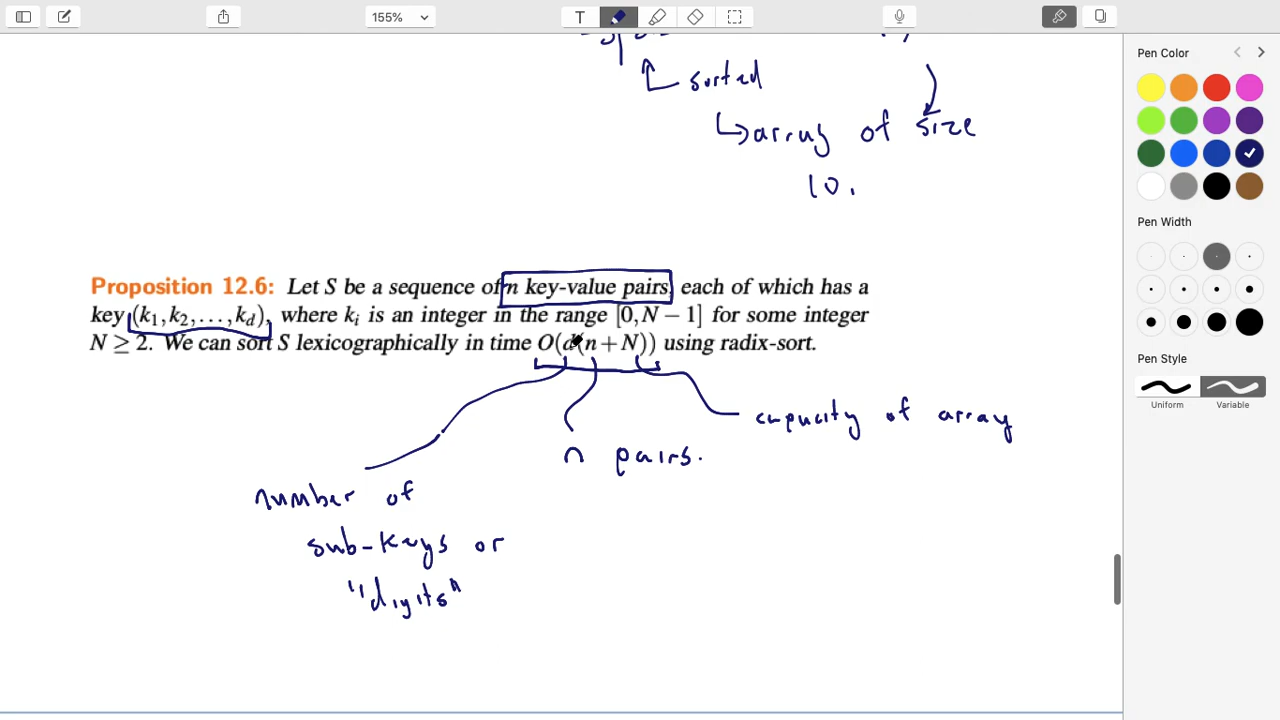 155%
T
sorted
array of size
10.
Proposition 12.6: Let S be a sequence of n key-value pairs, each of which has a
key (k₁,k₂,...,k_d), where kᵢ is an integer in the range [0,N − 1] for some integer
N ≥ 2. We can sort S lexicographically in time O(d(n+N)) using radix-sort.
capacity of array
n pairs.
number of
sub-keys or
"digits"
Pen Color
Pen Width
Pen Style
Uniform
Variable